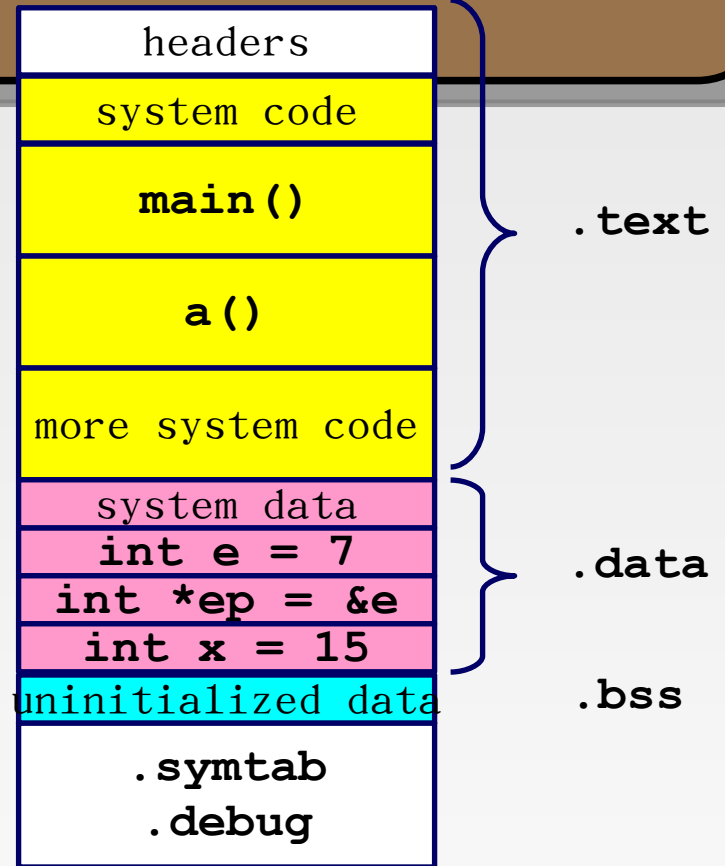 headers
system code
main()
.text
a()
more system code
system data
int e = 7
.data
int *ep = &e
int x = 15
uninitialized data
.bss
.symtab
.debug